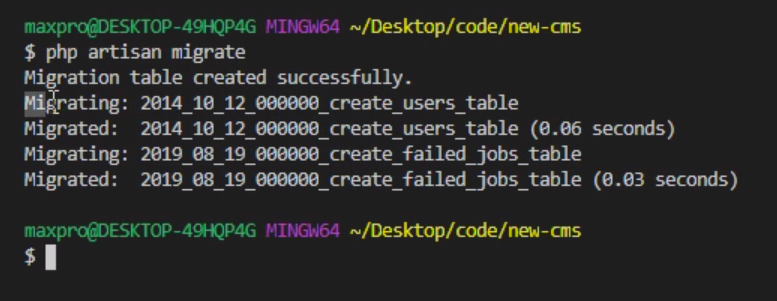 maxpro@DESKTOP-49HQP4G MINGW64 ~/Desktop/code/new-cms
$ php artisan migrate
Migration table created successfully.
Migrating: 2014_10_12_000000_create_users_table
Migrated:  2014_10_12_000000_create_users_table (0.06 seconds)
Migrating: 2019_08_19_000000_create_failed_jobs_table
Migrated:  2019_08_19_000000_create_failed_jobs_table (0.03 seconds)
maxpro@DESKTOP-49HQP4G MINGW64 ~/Desktop/code/new-cms
$